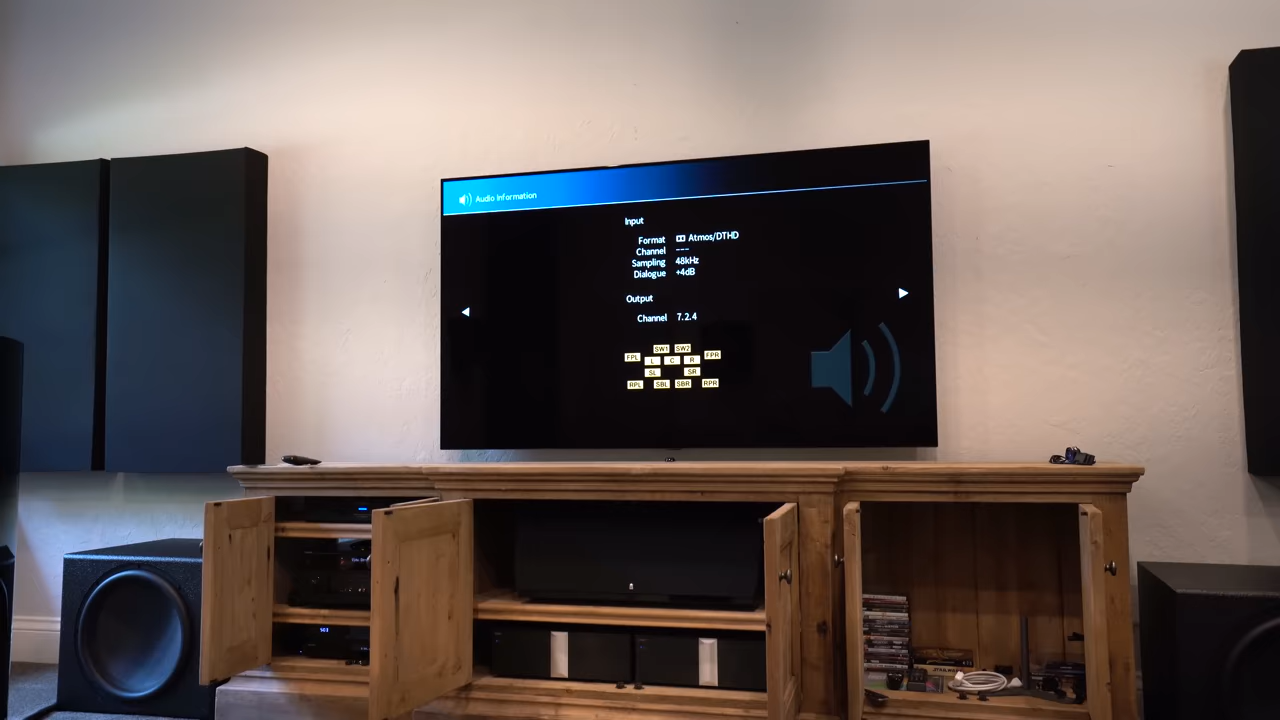 Audio Information
Input
Format Atmos/DTHD
Channel ---
Sampling 48kHz
Dialogue +4dB
Output
Channel 7.2.4
SW1 SW2
FPL L C R FPR
SL SR
RPL SBL SBR RPR